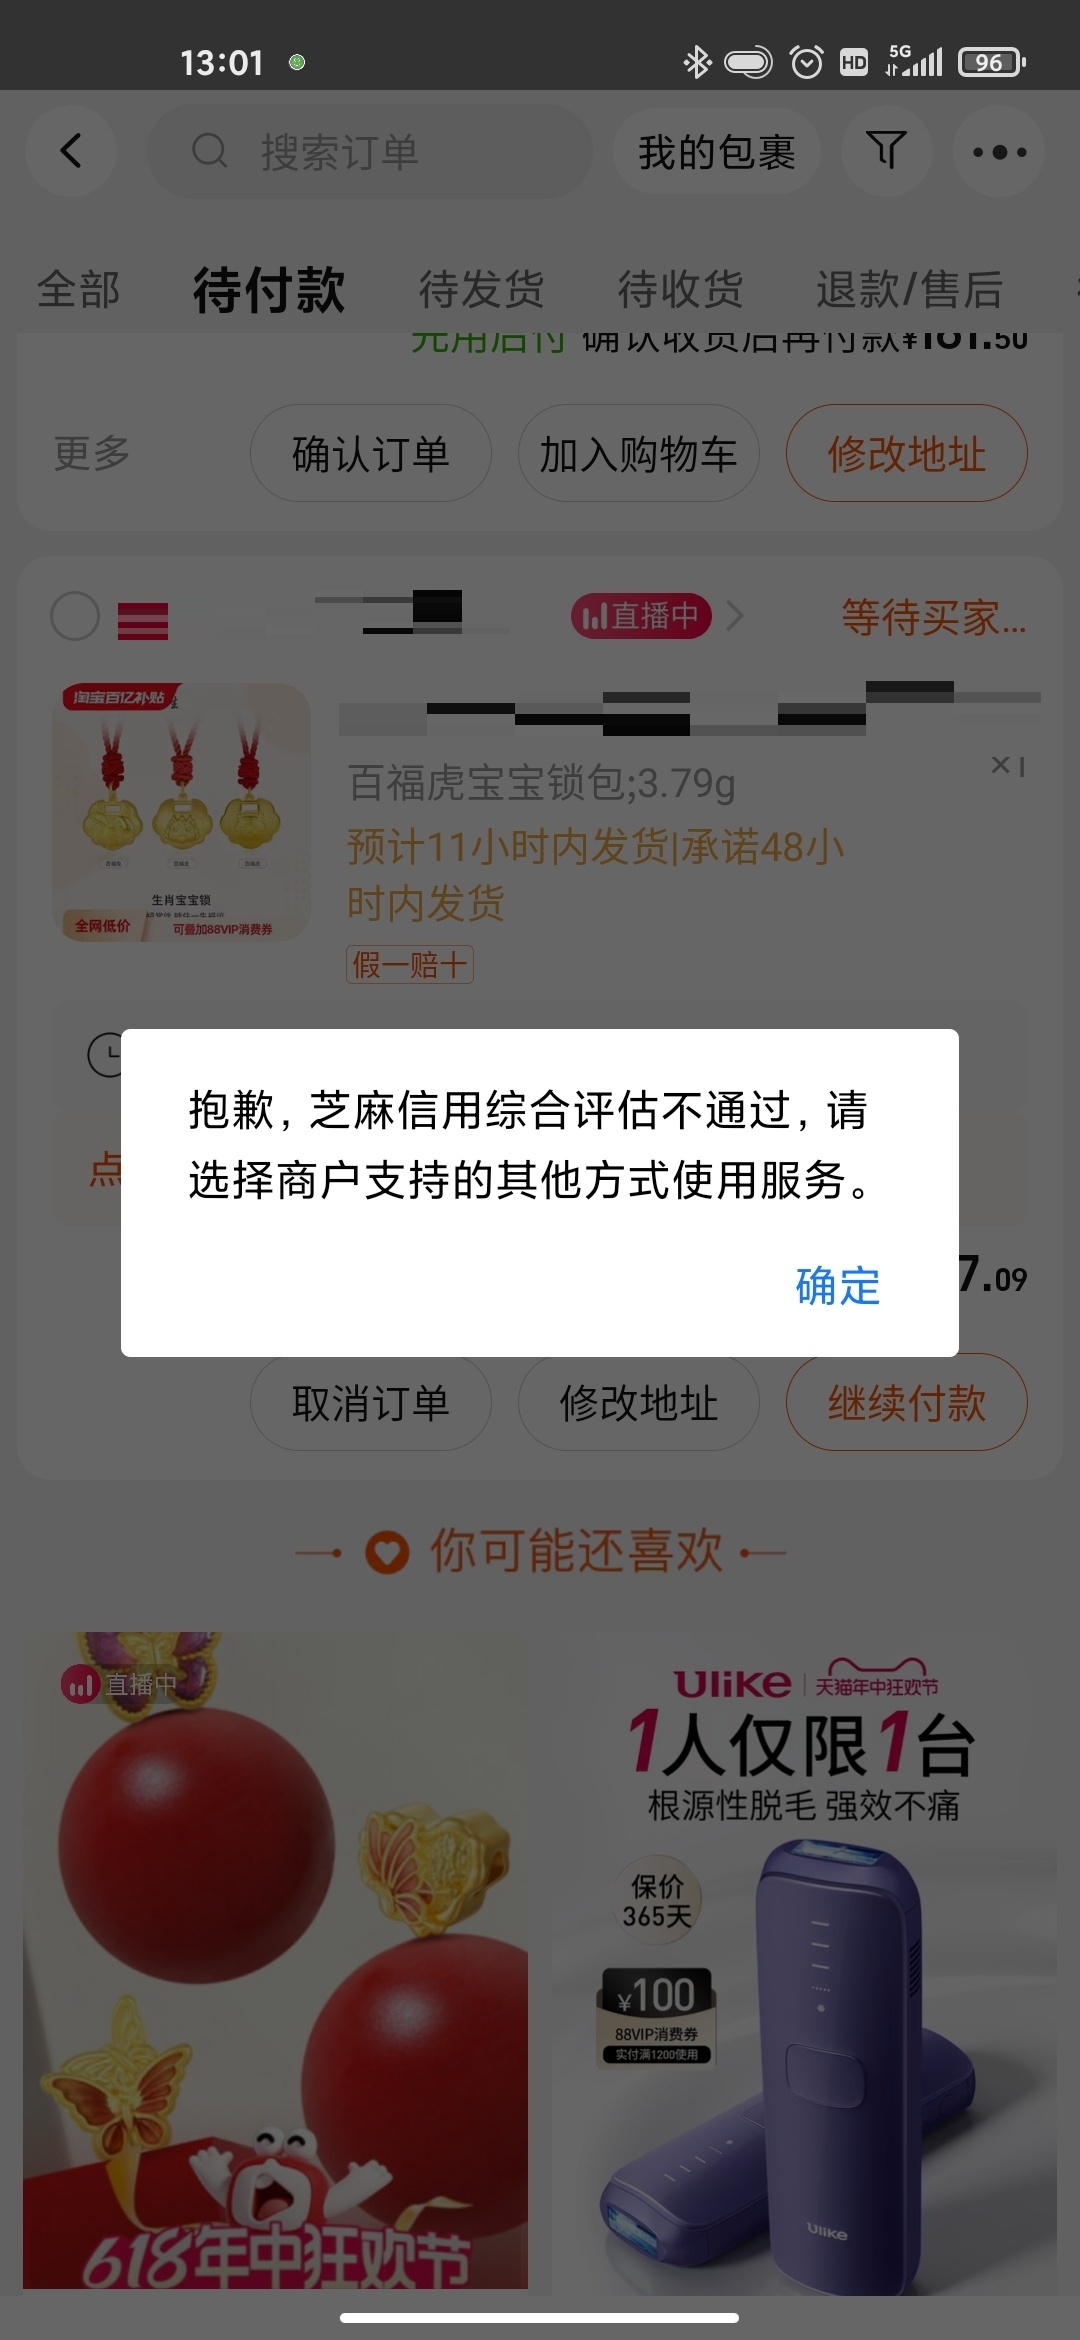 13:01
HD
5G
96
搜索订单
我的包裹
全部
待付款
待发货
待收货
退款/售后
先用后付 确认收货后再付款¥181.50
更多
确认订单
加入购物车
修改地址
直播中
等待买家...
淘宝百亿补贴
生肖宝宝锁
全网低价
可叠加88VIP消费券
百福虎宝宝锁包;3.79g
×1
预计11小时内发货|承诺48小
时内发货
假一赔十
点
抱歉，芝麻信用综合评估不通过，请
选择商户支持的其他方式使用服务。
确定
7.09
取消订单
修改地址
继续付款
你可能还喜欢
直播中
618年中狂欢节
Ulike
天猫年中狂欢节
1人仅限1台
根源性脱毛 强效不痛
保价
365天
¥100
88VIP消费券
实付满1200使用
Ulike